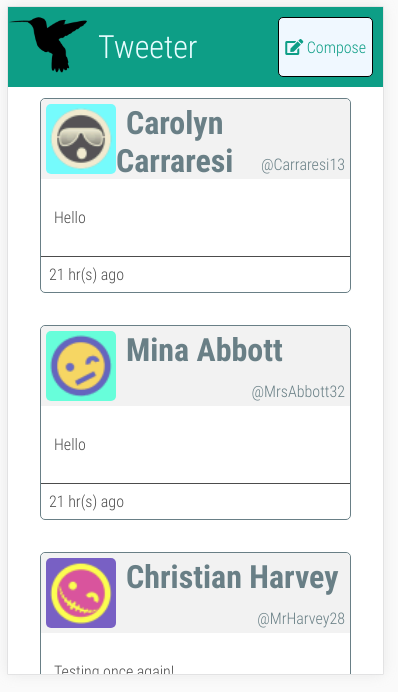 Tweeter
Compose
Carolyn
Carraresi
@Carraresi13
Hello
21 hr(s) ago
Mina Abbott
@MrsAbbott32
Hello
21 hr(s) ago
Christian Harvey
@MrHarvey28
Testing once again!